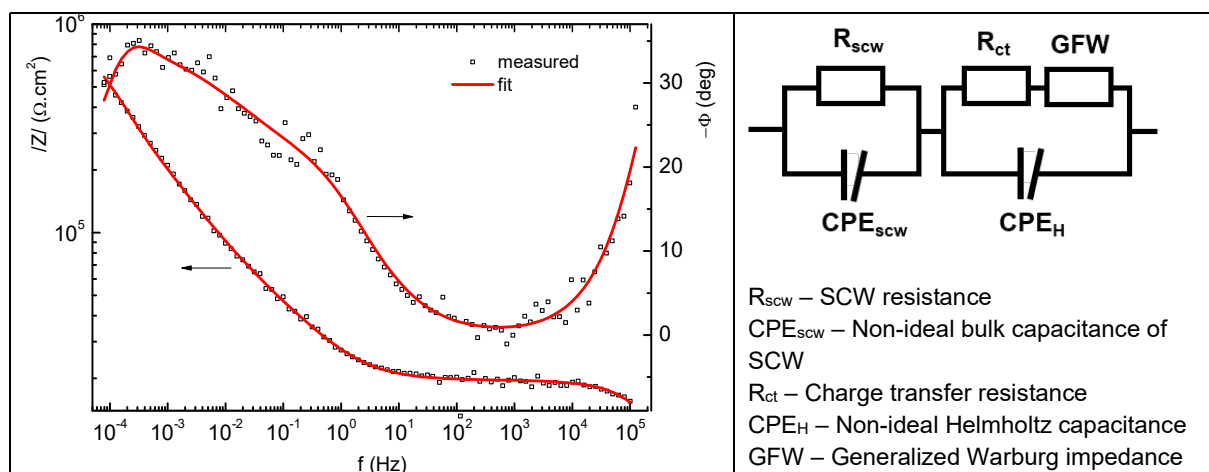 10⁶
10⁵
/Z/ (Ω.cm²)
measured
fit
30
20
10
0
−Φ (deg)
10⁻⁴ 10⁻³ 10⁻² 10⁻¹ 10⁰ 10¹ 10² 10³ 10⁴ 10⁵
f (Hz)
Rscw
Rct GFW
CPEscw
CPEH
Rscw – SCW resistance
CPEscw – Non-ideal bulk capacitance of
SCW
Rct – Charge transfer resistance
CPEH – Non-ideal Helmholtz capacitance
GFW – Generalized Warburg impedance